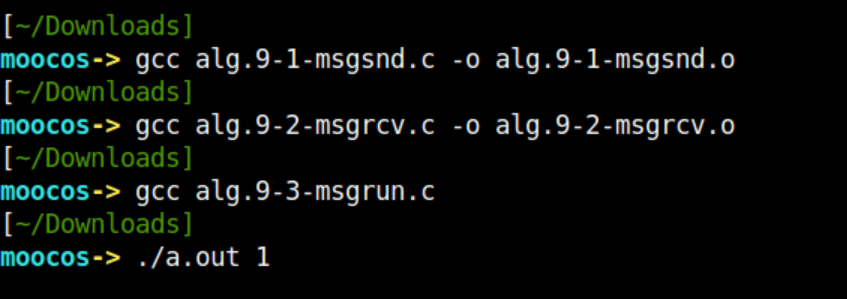 [~/Downloads]
moocos-> gcc alg.9-1-msgsnd.c -o alg.9-1-msgsnd.o
[~/Downloads]
moocos-> gcc alg.9-2-msgrcv.c -o alg.9-2-msgrcv.o
[~/Downloads]
moocos-> gcc alg.9-3-msgrun.c
[~/Downloads]
moocos-> ./a.out 1